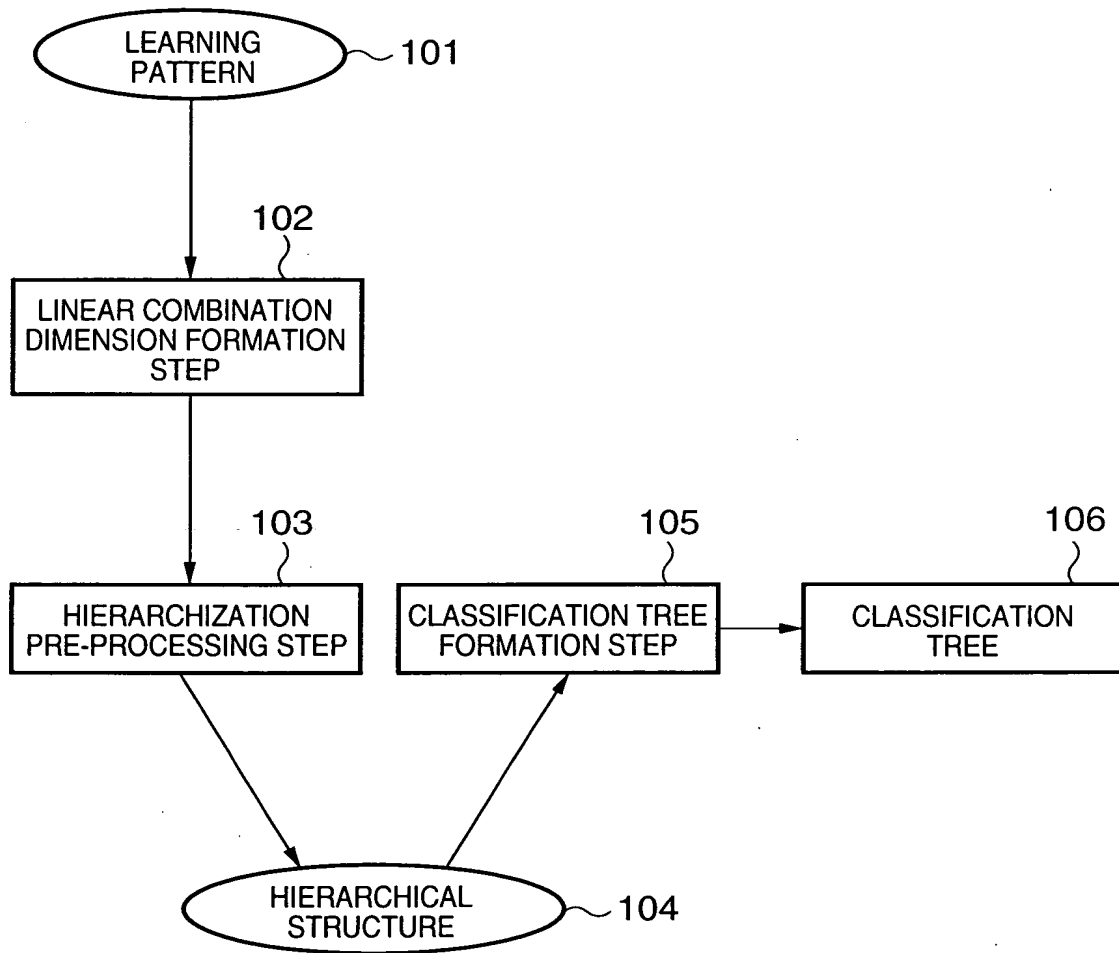 LEARNING
PATTERN
101
102
LINEAR COMBINATION
DIMENSION FORMATION
STEP
103
HIERARCHIZATION
PRE-PROCESSING STEP
105
CLASSIFICATION TREE
FORMATION STEP
106
CLASSIFICATION
TREE
HIERARCHICAL
STRUCTURE
104